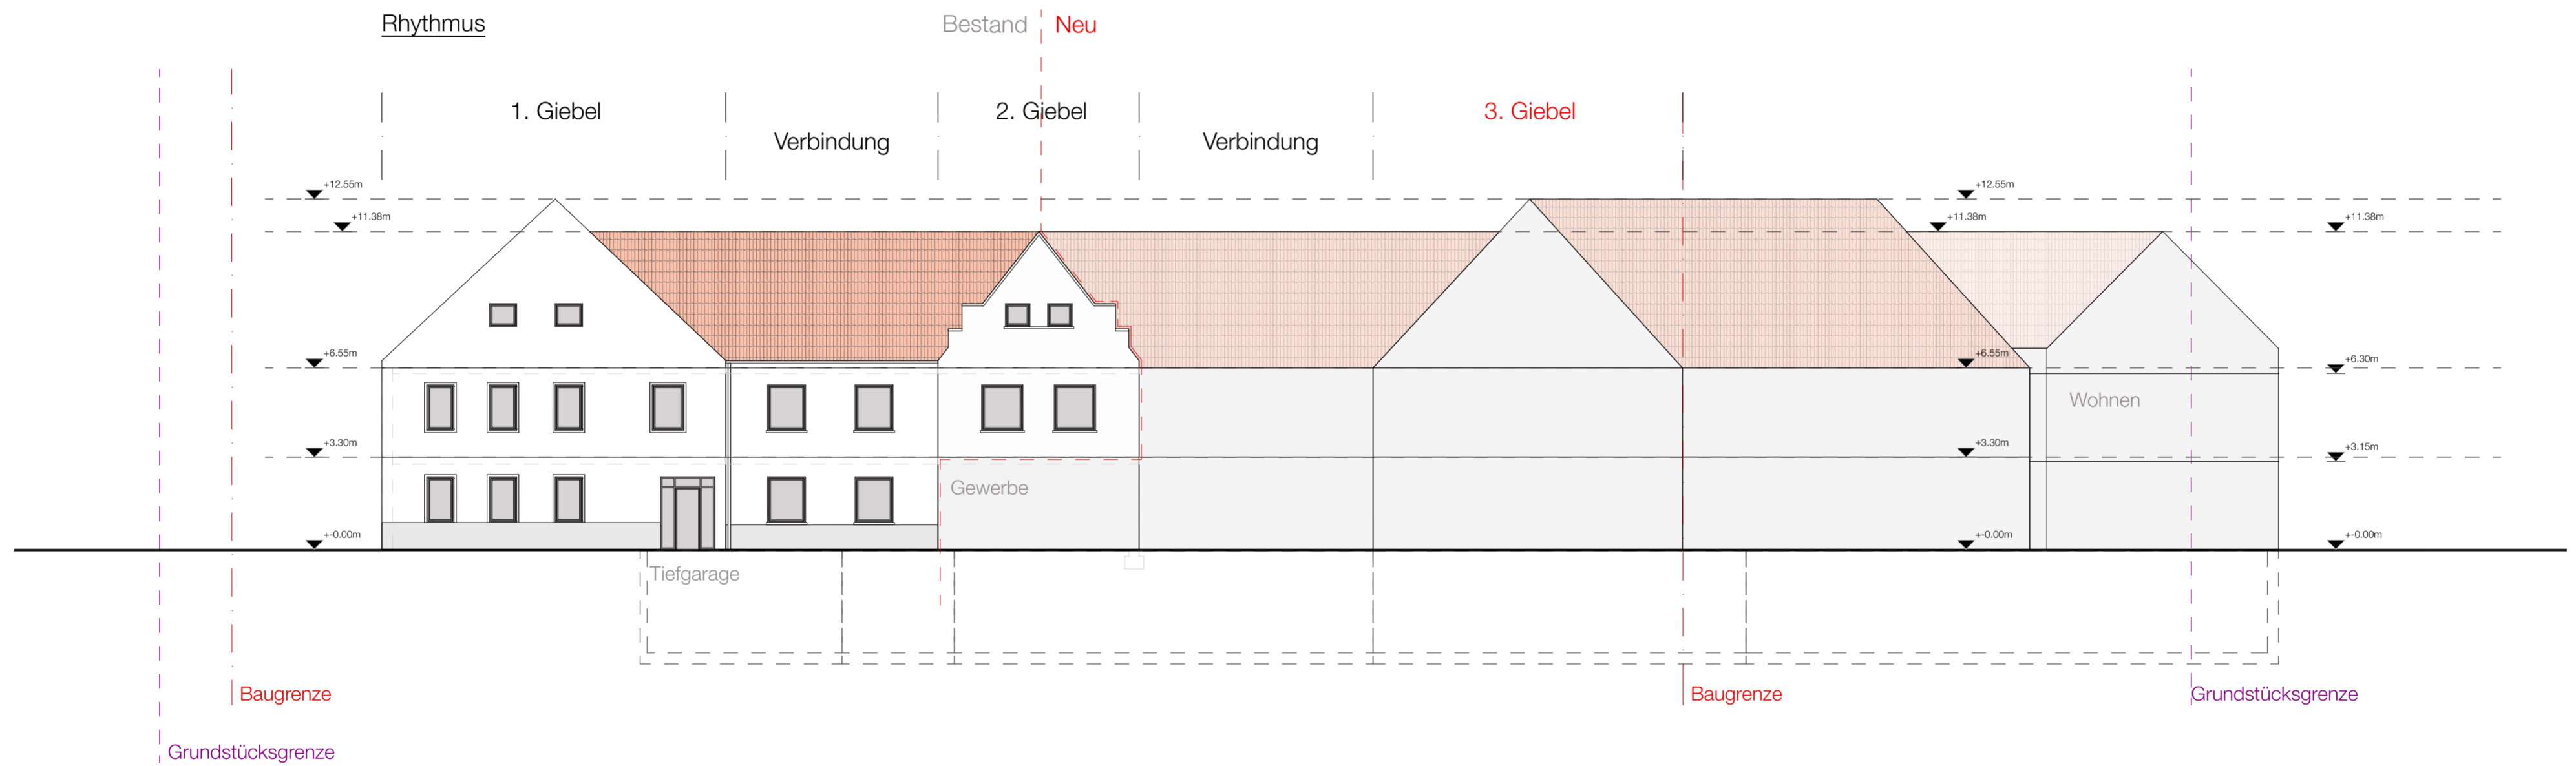 Rhythmus
Bestand
Neu
1. Giebel
Verbindung
2. Giebel
Verbindung
3. Giebel
+12.55m
+12.55m
+11.38m
+11.38m
+11.38m
+6.55m
+6.55m
+6.30m
Wohnen
+3.30m
+3.30m
+3.15m
Gewerbe
+-0.00m
+-0.00m
+-0.00m
Tiefgarage
Baugrenze
Baugrenze
Grundstücksgrenze
Grundstücksgrenze